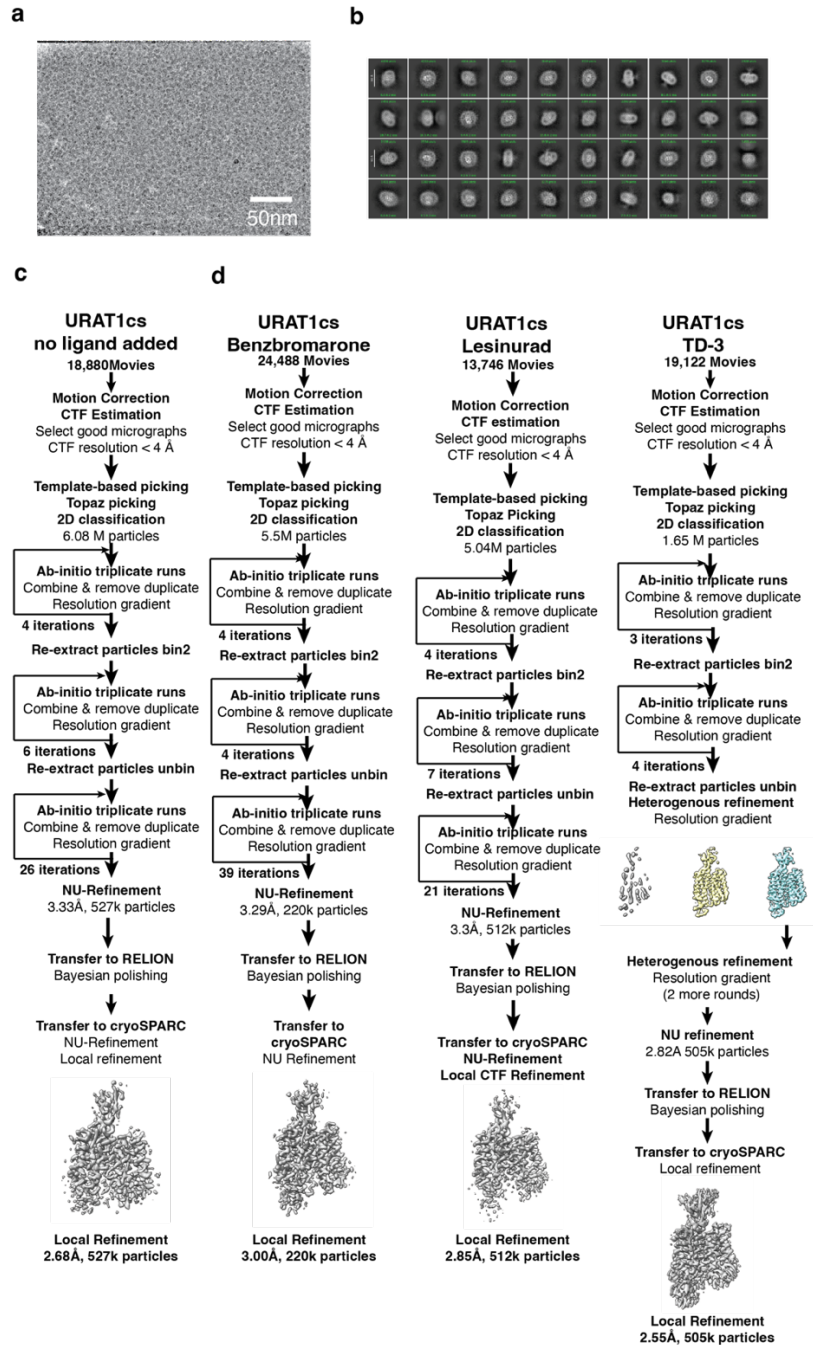 a
50nm
b
c
URAT1cs
no ligand added
18,880Movies
Motion Correction
CTF Estimation
Select good micrographs
CTF resolution < 4 Å
Template-based picking
Topaz picking
2D classification
6.08 M particles
Ab-initio triplicate runs
Combine & remove duplicate
Resolution gradient
4 iterations
Re-extract particles bin2
Ab-initio triplicate runs
Combine & remove duplicate
Resolution gradient
6 iterations
Re-extract particles unbin
Ab-initio triplicate runs
Combine & remove duplicate
Resolution gradient
26 iterations
NU-Refinement
3.33Å, 527k particles
Transfer to RELION
Bayesian polishing
Transfer to cryoSPARC
NU-Refinement
Local refinement
Local Refinement
2.68Å, 527k particles
d
URAT1cs
Benzbromarone
24,488 Movies
Motion Correction
CTF Estimation
Select good micrographs
CTF resolution < 4 Å
Template-based picking
Topaz picking
2D classification
5.5M particles
Ab-initio triplicate runs
Combine & remove duplicate
Resolution gradient
4 iterations
Re-extract particles bin2
Ab-initio triplicate runs
Combine & remove duplicate
Resolution gradient
4 iterations
Re-extract particles unbin
Ab-initio triplicate runs
Combine & remove duplicate
Resolution gradient
39 iterations
NU-Refinement
3.29Å, 220k particles
Transfer to RELION
Bayesian polishing
Transfer to
cryoSPARC
NU Refinement
Local Refinement
3.00Å, 220k particles
URAT1cs
Lesinurad
13,746 Movies
Motion Correction
CTF estimation
Select good micrographs
CTF resolution < 4 Å
Template-based picking
Topaz Picking
2D classification
5.04M particles
Ab-initio triplicate runs
Combine & remove duplicate
Resolution gradient
4 iterations
Re-extract particles bin2
Ab-initio triplicate runs
Combine & remove duplicate
Resolution gradient
7 iterations
Re-extract particles unbin
Ab-initio triplicate runs
Combine & remove duplicate
Resolution gradient
21 iterations
NU-Refinement
3.3Å, 512k particles
Transfer to RELION
Bayesian polishing
Transfer to cryoSPARC
NU-Refinement
Local CTF Refinement
Local Refinement
2.85Å, 512k particles
URAT1cs
TD-3
19,122 Movies
Motion Correction
CTF Estimation
Select good micrographs
CTF resolution < 4 Å
Template-based picking
Topaz picking
2D classification
1.65 M particles
Ab-initio triplicate runs
Combine & remove duplicate
Resolution gradient
3 iterations
Re-extract particles bin2
Ab-initio triplicate runs
Combine & remove duplicate
Resolution gradient
4 iterations
Re-extract particles unbin
Heterogenous refinement
Resolution gradient
Heterogenous refinement
Resolution gradient
(2 more rounds)
NU refinement
2.82A 505k particles
Transfer to RELION
Bayesian polishing
Transfer to cryoSPARC
Local refinement
Local Refinement
2.55Å, 505k particles